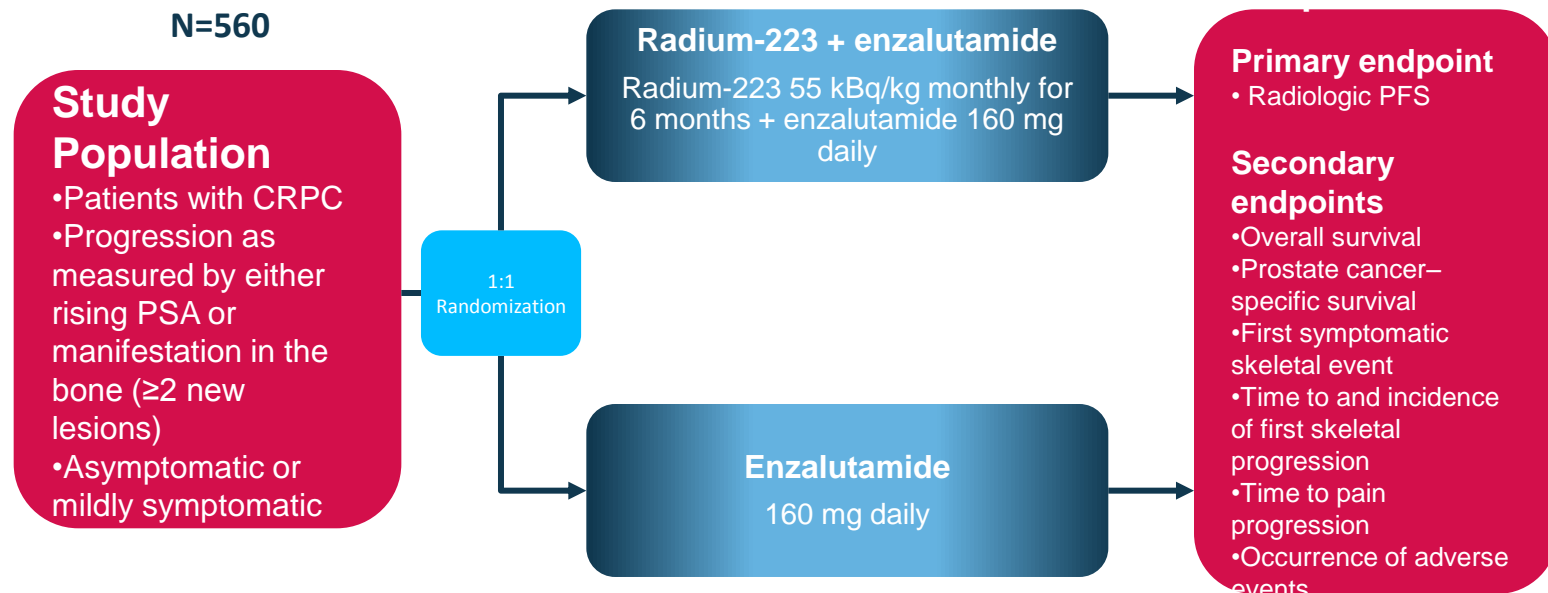 N=560
Study
Population
•Patients with CRPC
•Progression as
measured by either
rising PSA or
manifestation in the
bone (≥2 new
lesions)
•Asymptomatic or
mildly symptomatic
1:1
Randomization
Radium-223 + enzalutamide
Radium-223 55 kBq/kg monthly for
6 months + enzalutamide 160 mg
daily
Enzalutamide
160 mg daily
Primary endpoint
• Radiologic PFS
Secondary
endpoints
•Overall survival
•Prostate cancer–
specific survival
•First symptomatic
skeletal event
•Time to and incidence
of first skeletal
progression
•Time to pain
progression
•Occurrence of adverse
events